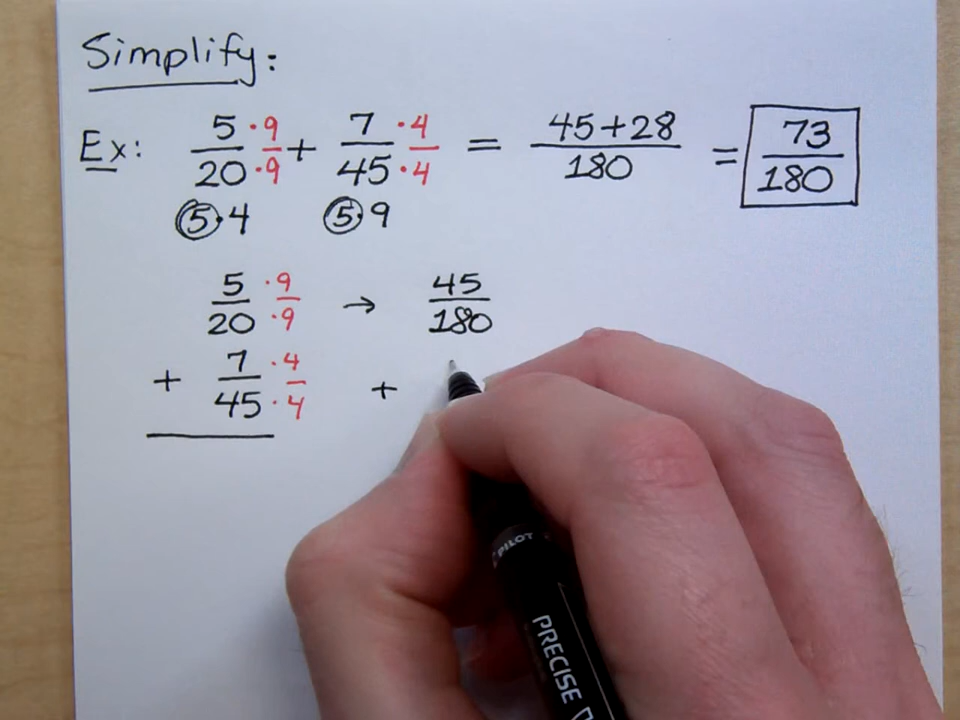 Simplify:
Ex: 5/20 ·9/·9 + 7/45 ·4/·4 = 45+28/180 = 73/180
5·4 5·9
5/20 ·9/·9 → 45/180
+ 7/45 ·4/·4 +
PILOT
PRECISE